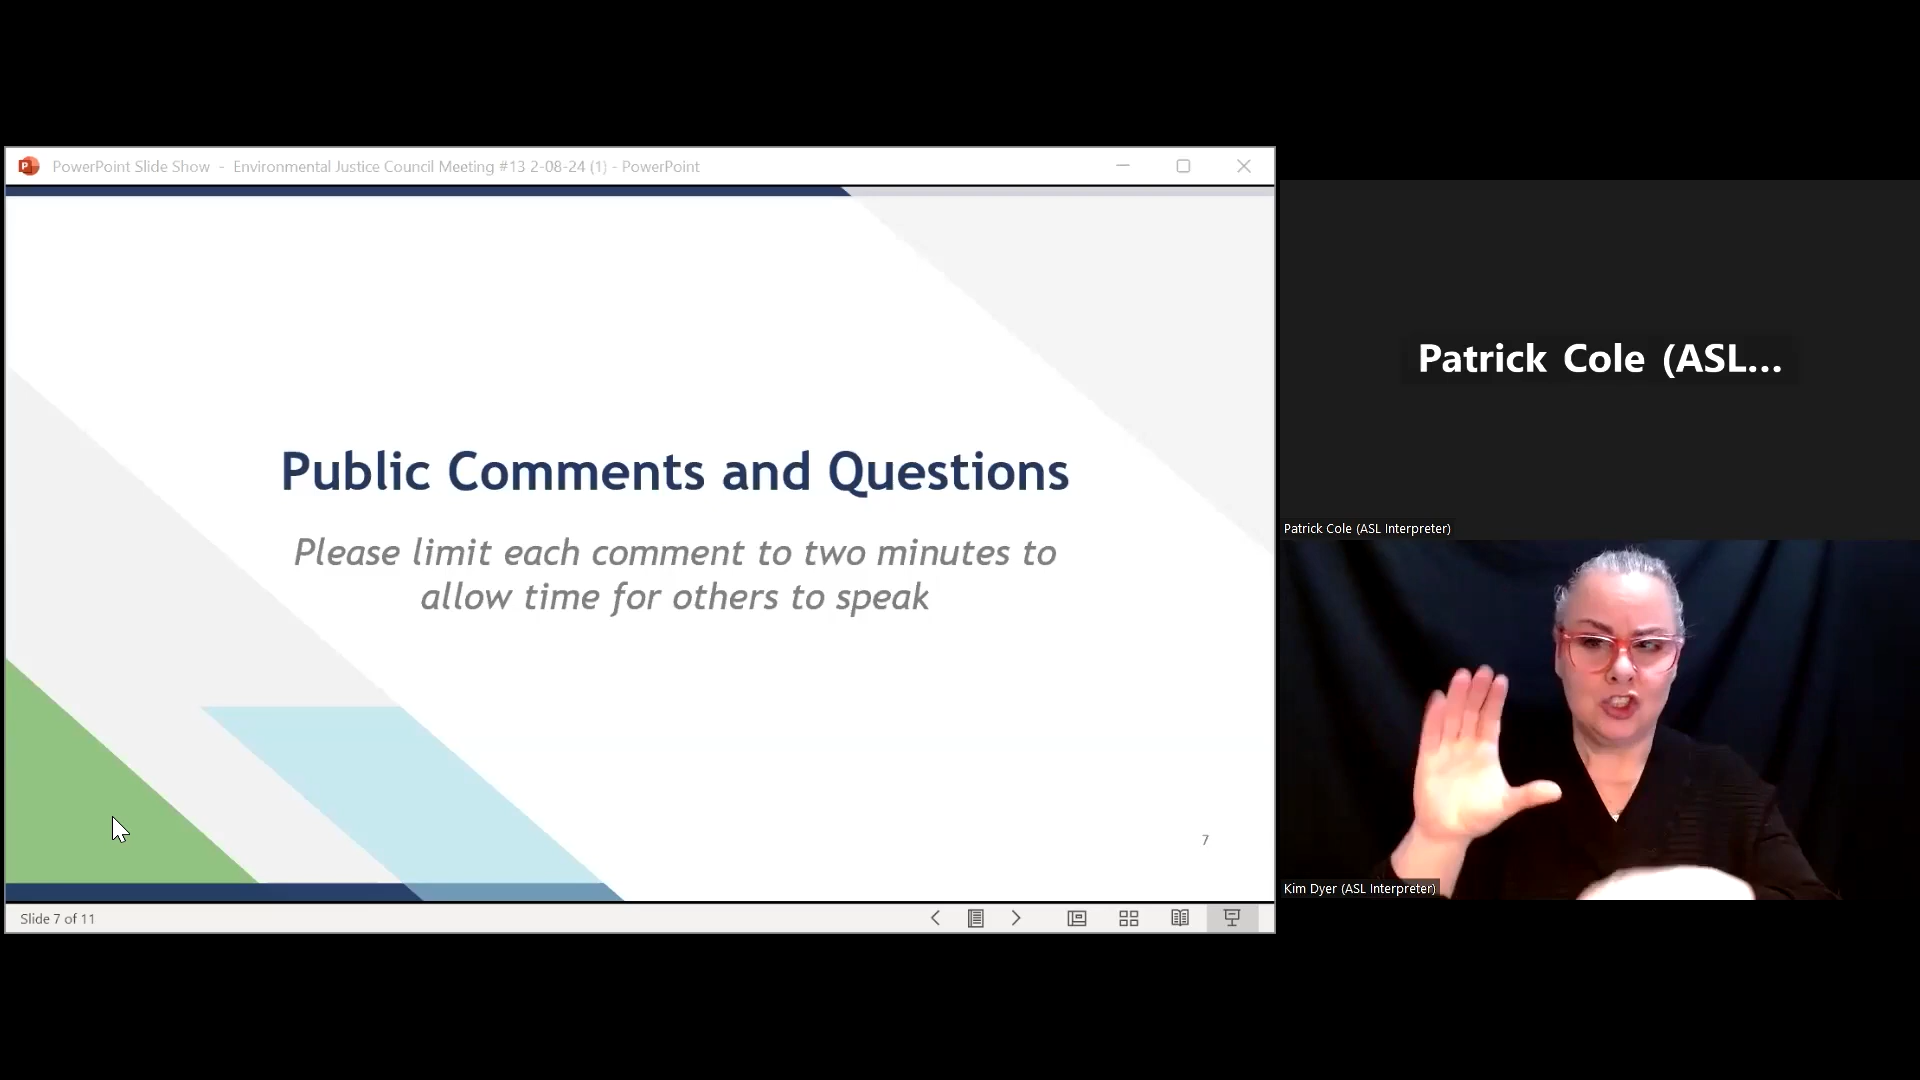 PowerPoint Slide Show - Environmental Justice Council Meeting #13 2-08-24 (1) - PowerPoint
Public Comments and Questions
Please limit each comment to two minutes to
allow time for others to speak
7
Slide 7 of 11
Patrick Cole (ASL...
Patrick Cole (ASL Interpreter)
Kim Dyer (ASL Interpreter)